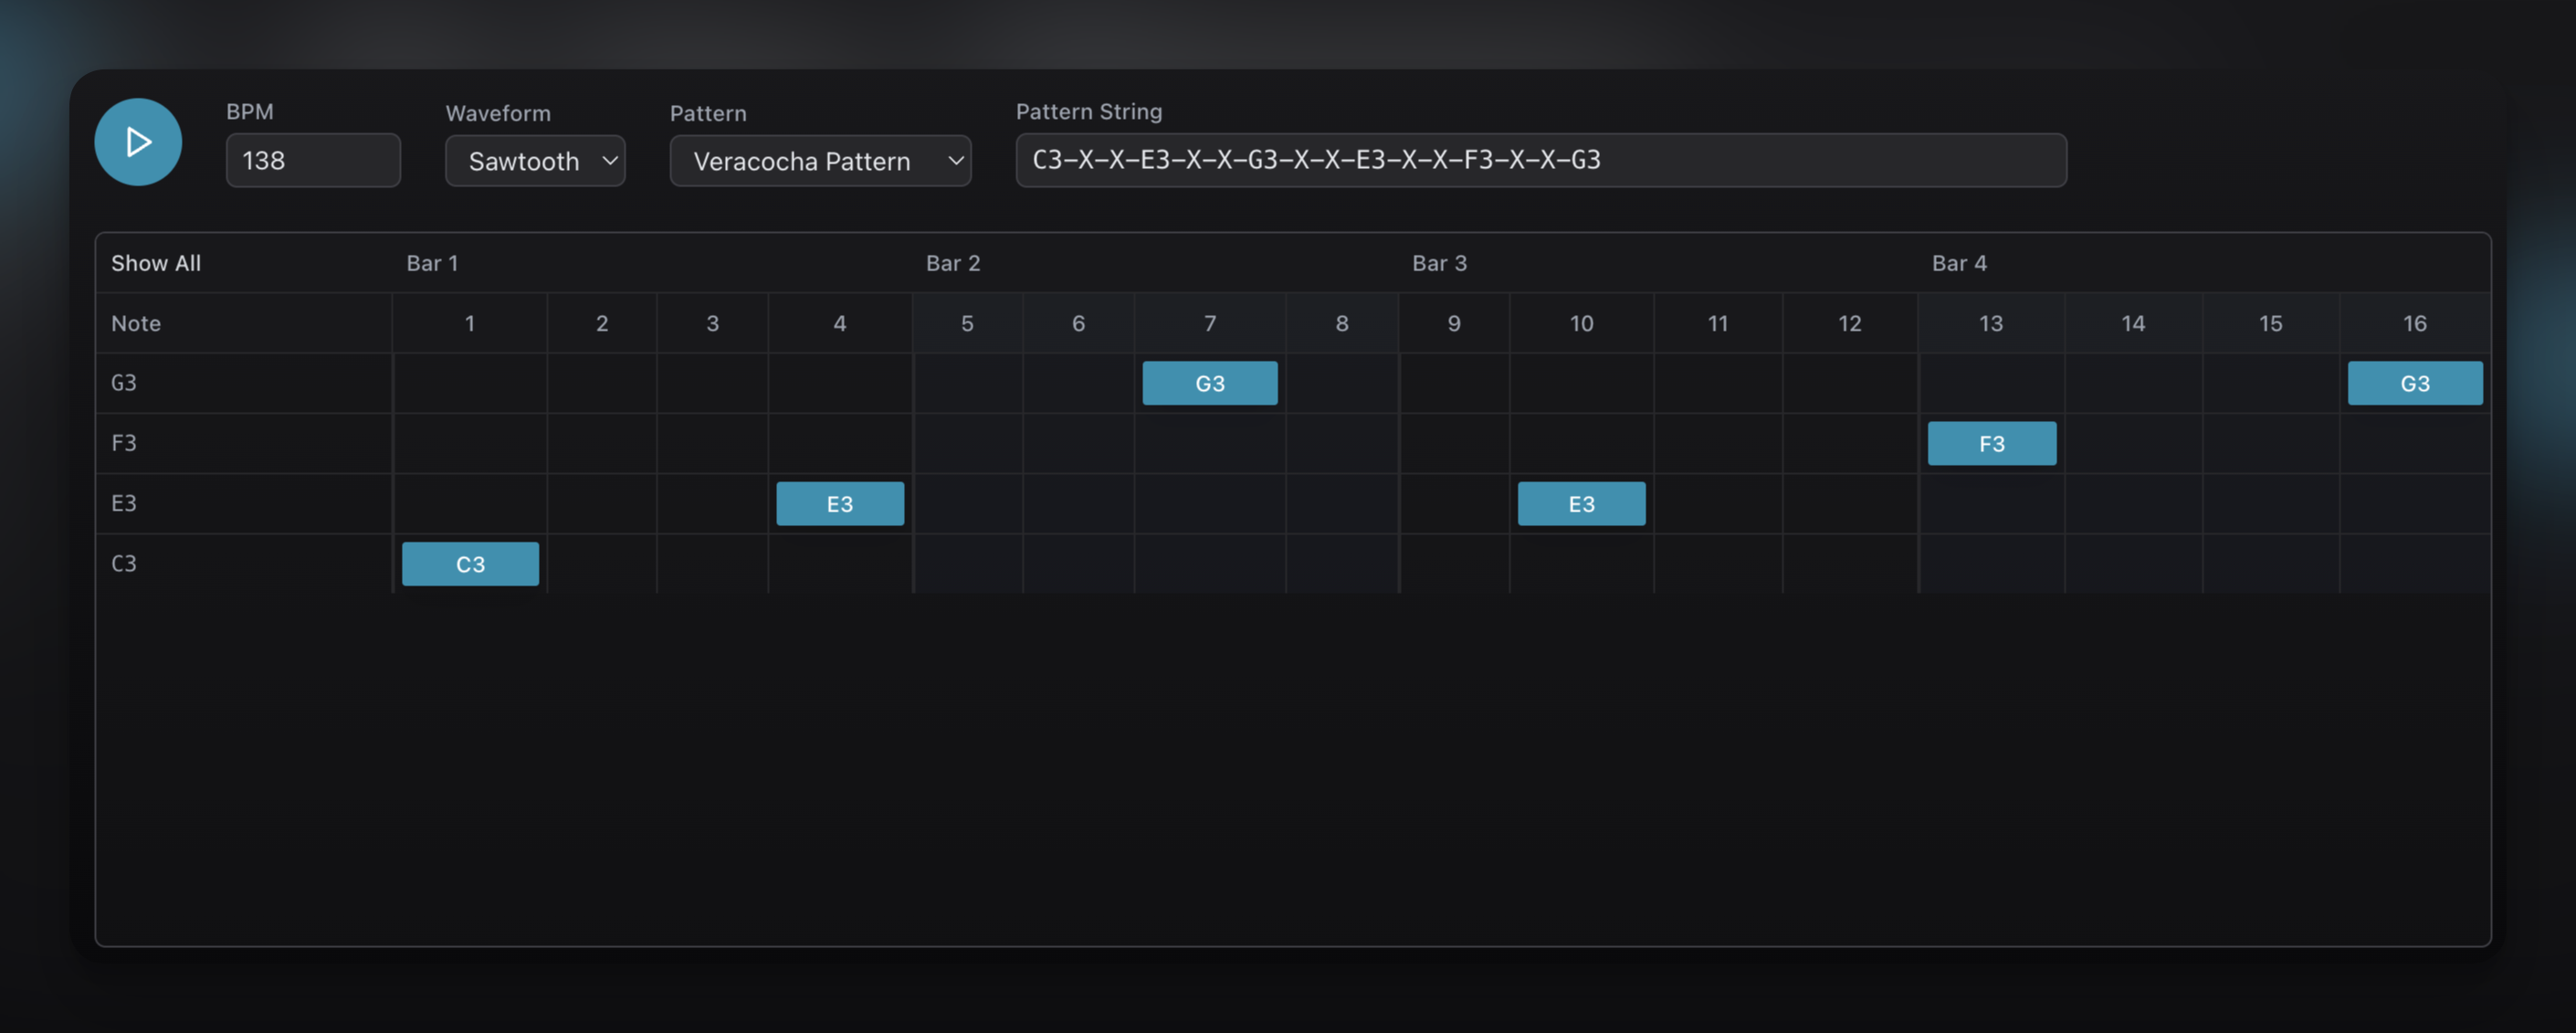 BPM
Waveform
Pattern
Pattern String
138
Sawtooth
Veracocha Pattern
C3–X–X–E3–X–X–G3–X–X–E3–X–X–F3–X–X–G3
Show All
Bar 1
Bar 2
Bar 3
Bar 4
Note 1 2 3 4 5 6 7 8 9 10 11 12 13 14 15 16
G3 G3 G3
F3 F3
E3 E3 E3
C3 C3